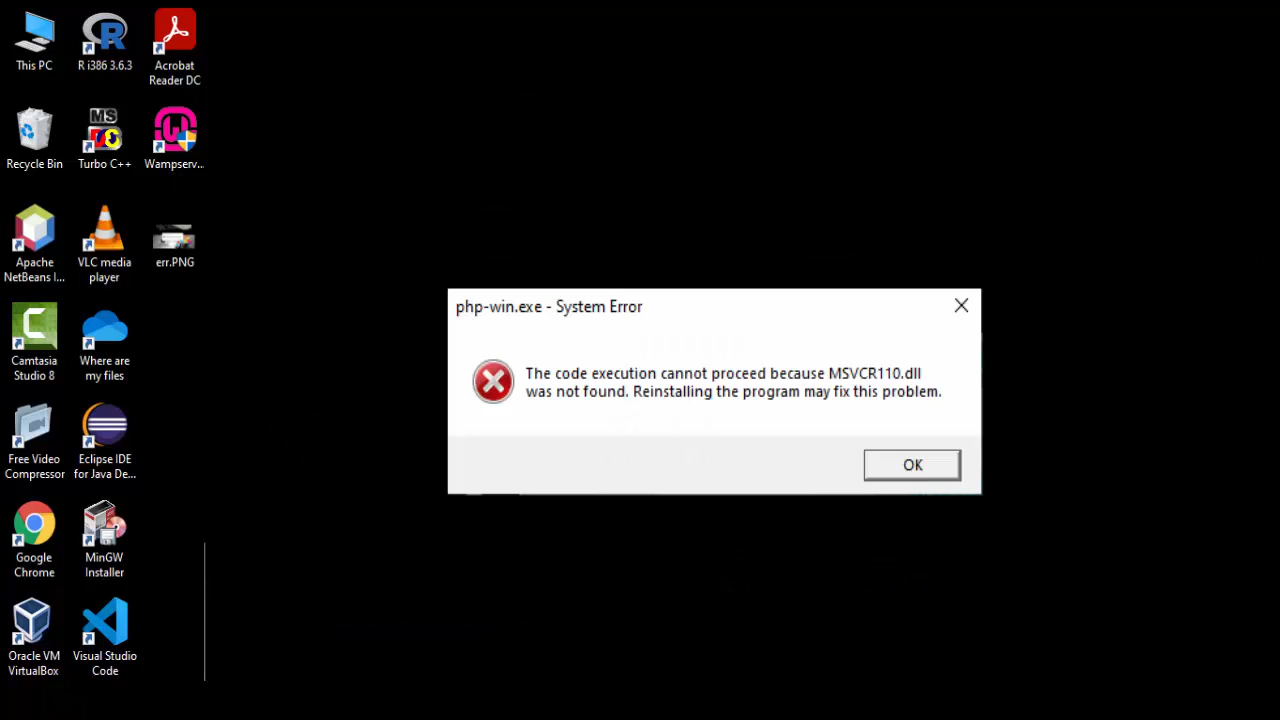 This PC
R i386 3.6.3
Acrobat
Reader DC
Recycle Bin
MS
Turbo C++
Wampserv...
Apache
NetBeans I...
VLC media
player
err.PNG
Camtasia
Studio 8
Where are
my files
Free Video
Compressor
Eclipse IDE
for Java De...
Google
Chrome
MinGW
Installer
Oracle VM
VirtualBox
Visual Studio
Code
php-win.exe - System Error
The code execution cannot proceed because MSVCR110.dll
was not found. Reinstalling the program may fix this problem.
OK